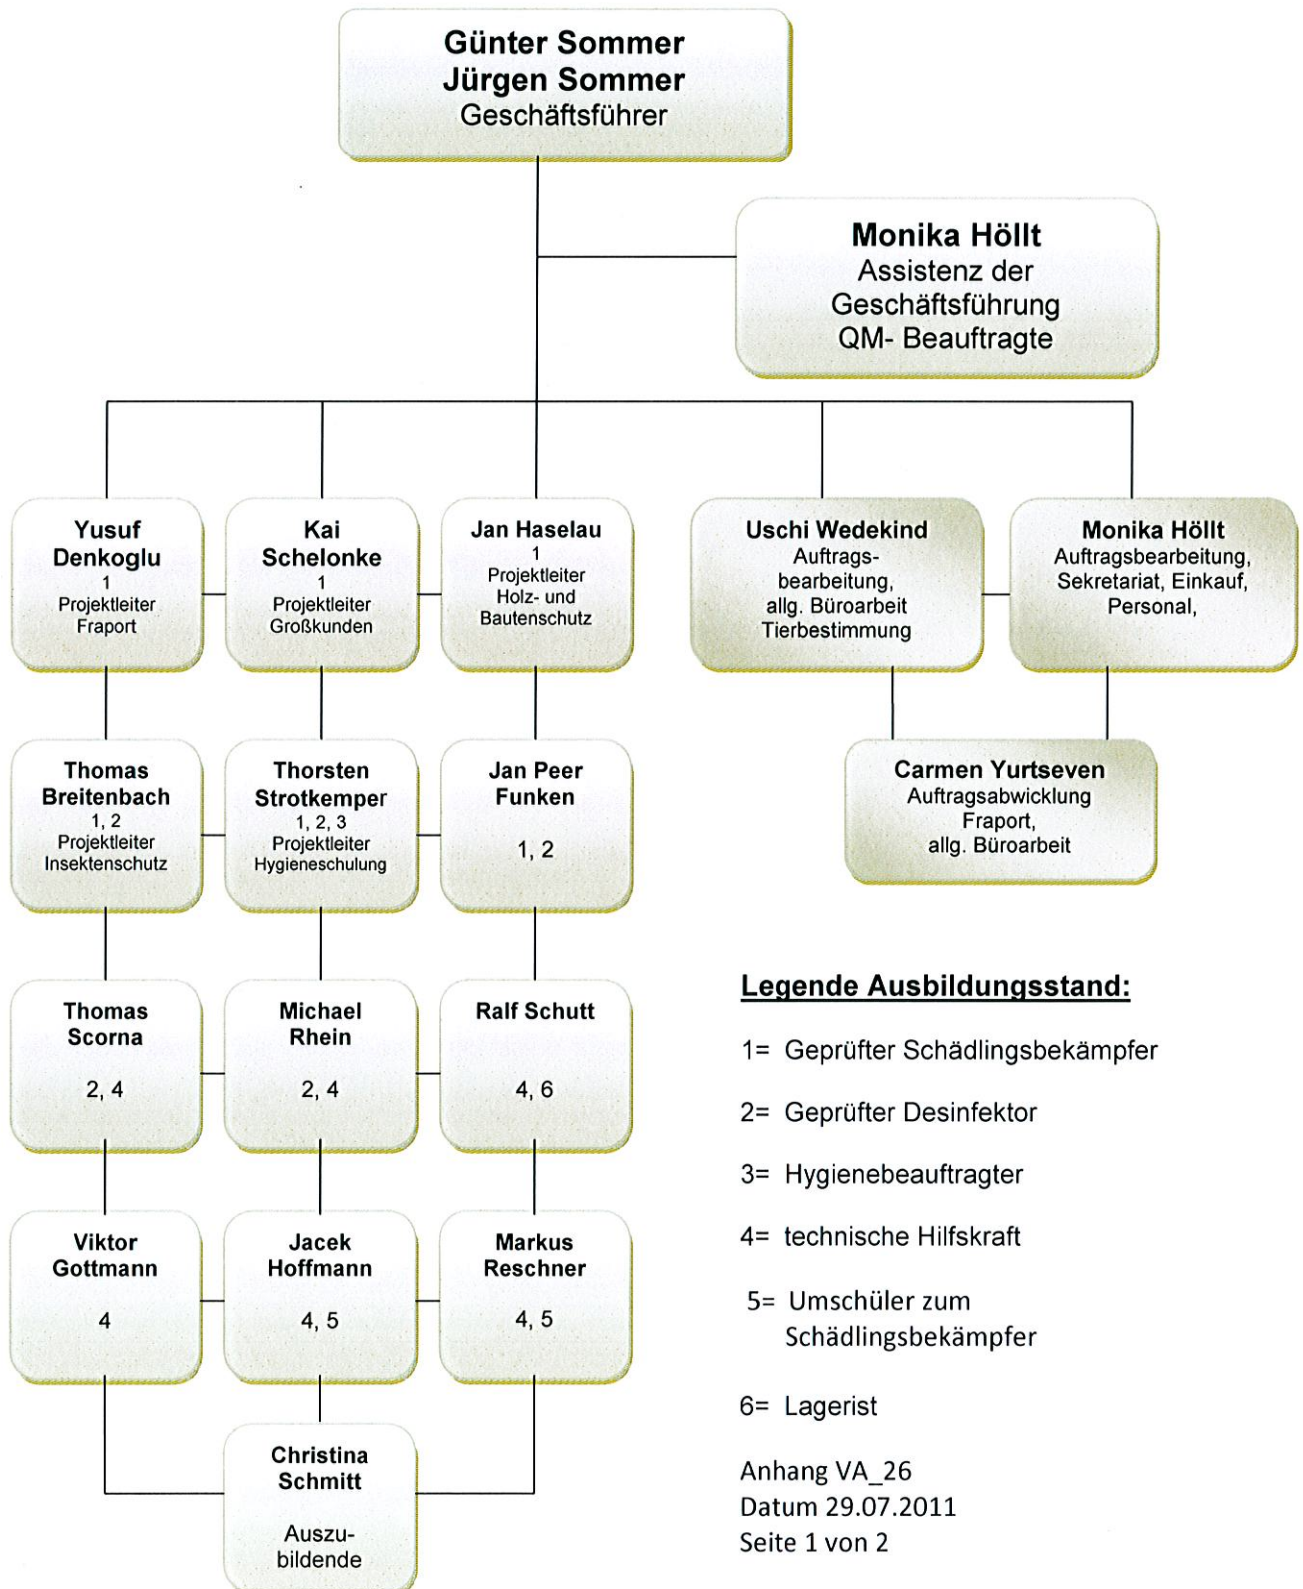 Günter Sommer
Jürgen Sommer
Geschäftsführer
Monika Höllt
Assistenz der
Geschäftsführung
QM- Beauftragte
Yusuf
Denkoglu
1
Projektleiter
Fraport
Kai
Schelonke
1
Projektleiter
Großkunden
Jan Haselau
1
Projektleiter
Holz- und
Bautenschutz
Uschi Wedekind
Auftrags-
bearbeitung,
allg. Büroarbeit
Tierbestimmung
Monika Höllt
Auftragsbearbeitung,
Sekretariat, Einkauf,
Personal,
Thomas
Breitenbach
1, 2
Projektleiter
Insektenschutz
Thorsten
Strotkemper
1, 2, 3
Projektleiter
Hygieneschulung
Jan Peer
Funken
1, 2
Carmen Yurtseven
Auftragsabwicklung
Fraport,
allg. Büroarbeit
Thomas
Scorna
2, 4
Michael
Rhein
2, 4
Ralf Schutt
4, 6
Viktor
Gottmann
4
Jacek
Hoffmann
4, 5
Markus
Reschner
4, 5
Christina
Schmitt
Auszu-
bildende
Legende Ausbildungsstand:
1= Geprüfter Schädlingsbekämpfer
2= Geprüfter Desinfektor
3= Hygienebeauftragter
4= technische Hilfskraft
5= Umschüler zum
Schädlingsbekämpfer
6= Lagerist
Anhang VA_26
Datum 29.07.2011
Seite 1 von 2